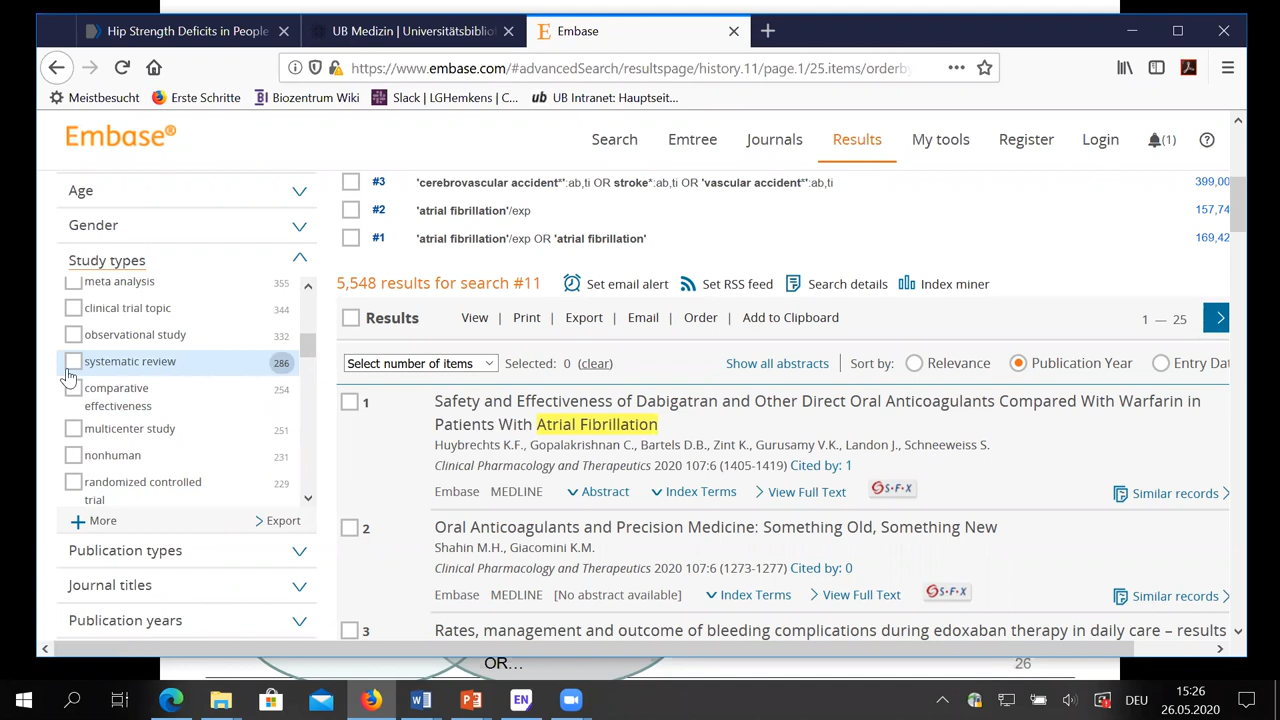 Hip Strength Deficits in People
UB Medizin | Universitätsbibliot
Embase
https://www.embase.com/#advancedSearch/resultspage/history.11/page.1/25.items/orderby
Meistbesucht
Erste Schritte
Biozentrum Wiki
Slack | LGHemkens (C...
UB Intranet: Hauptseit...
Embase®
Search
Emtree
Journals
Results
My tools
Register
Login
(1)
Age
Gender
Study types
meta analysis 355
clinical trial topic 344
observational study 332
systematic review 286
comparative effectiveness 254
multicenter study 251
nonhuman 231
randomized controlled trial 229
More
Export
Publication types
Journal titles
Publication years
#3 'cerebrovascular accident*':ab,ti OR stroke*:ab,ti OR 'vascular accident*':ab,ti 399,00
#2 'atrial fibrillation'/exp 157,74
#1 'atrial fibrillation'/exp OR 'atrial fibrillation' 169,42
5,548 results for search #11
Set email alert
Set RSS feed
Search details
Index miner
Results
View | Print | Export | Email | Order | Add to Clipboard
1 — 25
Select number of items
Selected: 0 (clear)
Show all abstracts
Sort by:
Relevance
Publication Year
Entry Dat
1 Safety and Effectiveness of Dabigatran and Other Direct Oral Anticoagulants Compared With Warfarin in
Patients With Atrial Fibrillation
Huybrechts K.F., Gopalakrishnan C., Bartels D.B., Zint K., Gurusamy V.K., Landon J., Schneeweiss S.
Clinical Pharmacology and Therapeutics 2020 107:6 (1405-1419) Cited by: 1
Embase MEDLINE Abstract Index Terms View Full Text S·F·X Similar records
2 Oral Anticoagulants and Precision Medicine: Something Old, Something New
Shahin M.H., Giacomini K.M.
Clinical Pharmacology and Therapeutics 2020 107:6 (1273-1277) Cited by: 0
Embase MEDLINE [No abstract available] Index Terms View Full Text S·F·X Similar records
3 Rates, management and outcome of bleeding complications during edoxaban therapy in daily care – results
OR... 26
EN
DEU
15:26
26.05.2020